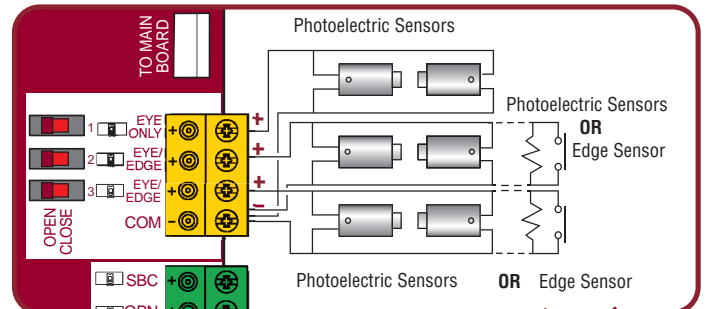 Photoelectric Sensors
TO MAIN
BOARD
Photoelectric Sensors
OR
Edge Sensor
1 EYE
ONLY + +
2 EYE/
EDGE + +
3 EYE/
EDGE + +
COM - −
OPEN
CLOSE
SBC +
Photoelectric Sensors OR Edge Sensor